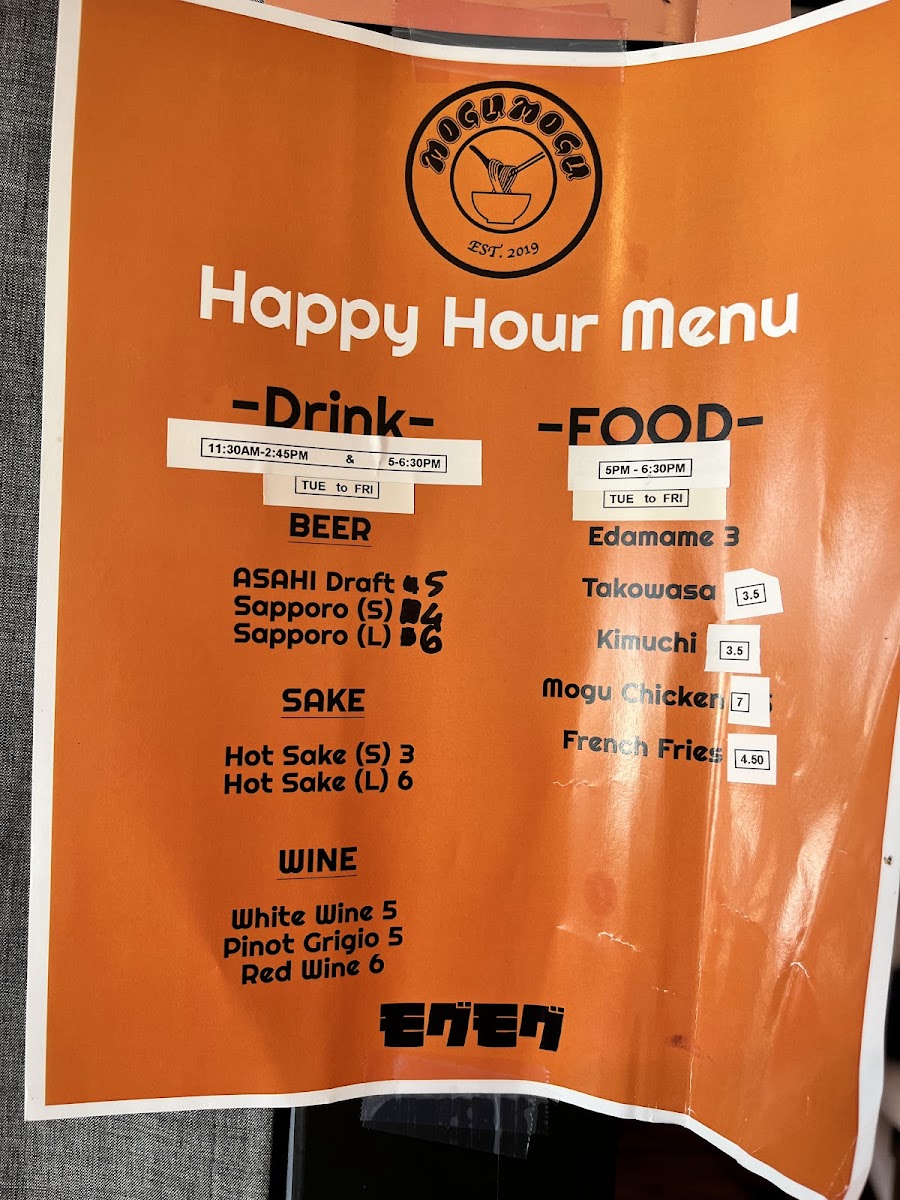 MOGUMOGU
EST. 2019
Happy Hour Menu
-Drink-
11:30AM-2:45PM & 5-6:30PM
TUE to FRI
BEER
ASAHI Draft 5
Sapporo (S) 4
Sapporo (L) 6
SAKE
Hot Sake (S) 3
Hot Sake (L) 6
WINE
White Wine 5
Pinot Grigio 5
Red Wine 6
-FOOD-
5PM - 6:30PM
TUE to FRI
Edamame 3
Takowasa 3.5
Kimuchi 3.5
Mogu Chicken 7
French Fries 4.50
モグモグ